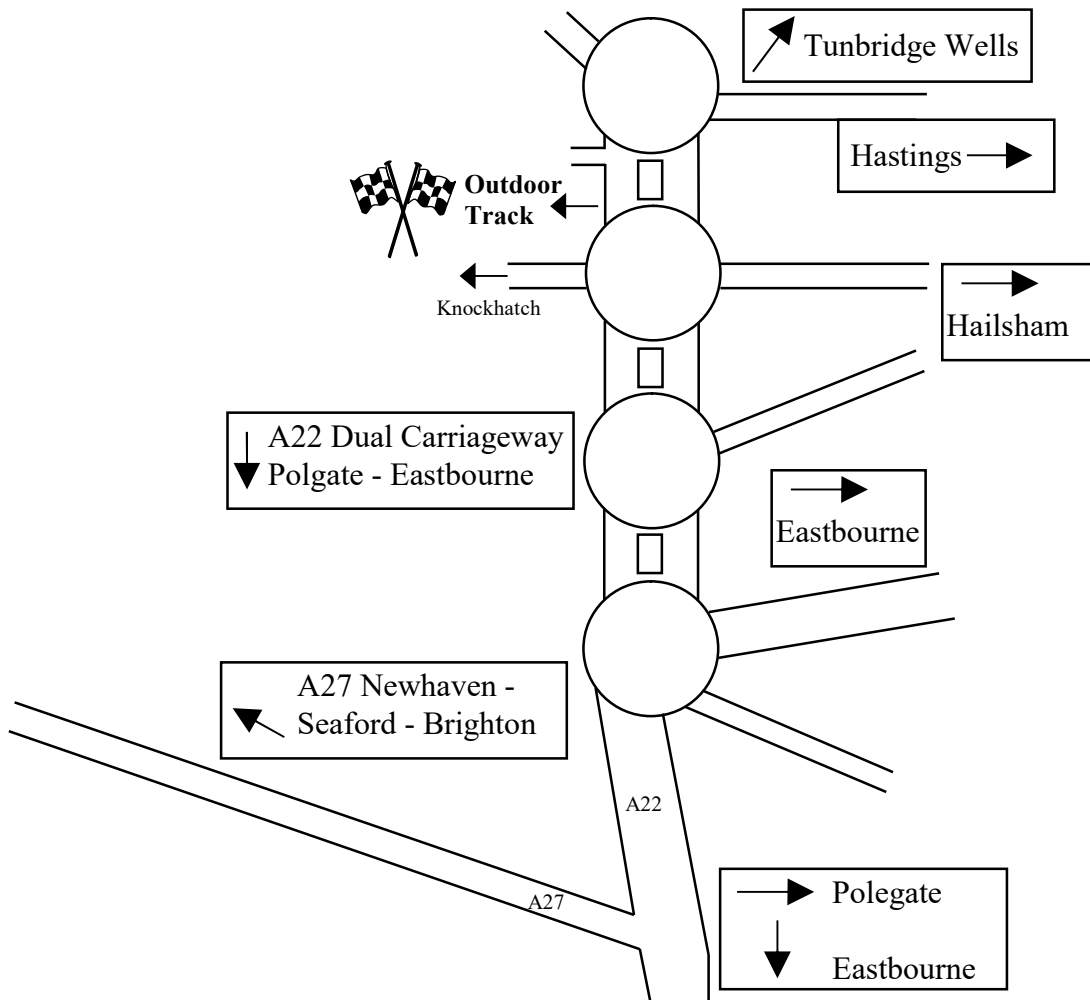 Tunbridge Wells
Hastings
Outdoor
Track
Knockhatch
Hailsham
A22 Dual Carriageway
Polgate - Eastbourne
Eastbourne
A27 Newhaven -
Seaford - Brighton
A22
A27
Polegate
Eastbourne